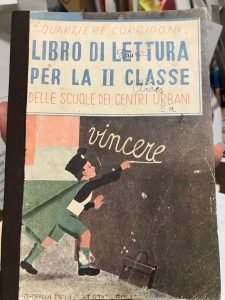 "QUARTIERE CORRIDONI"
LIBRO DI LETTURA
PER LA II CLASSE
DELLE SCUOLE DEI CENTRI URBANI
vincere